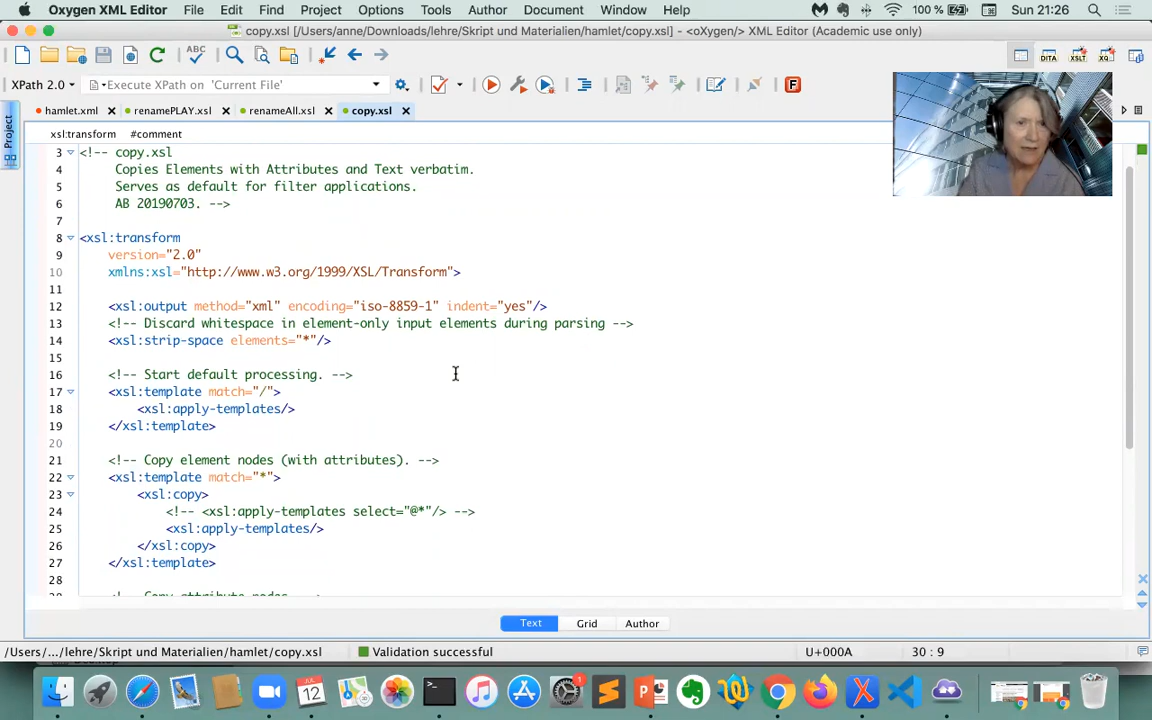 Oxygen XML Editor File Edit Find Project Options Tools Author Document Window Help 100 % Sun 21:26
copy.xsl [/Users/anne/Downloads/lehre/Skript und Materialien/hamlet/copy.xsl] - <oXygen/> XML Editor (Academic use only)
ABC DITA XSLT XQ
XPath 2.0 Execute XPath on 'Current File' F
hamlet.xml renamePLAY.xsl renameAll.xsl copy.xsl
Project
xsl:transform #comment
3 <!-- copy.xsl
4 Copies Elements with Attributes and Text verbatim.
5 Serves as default for filter applications.
6 AB 20190703. -->
7
8 <xsl:transform
9 version="2.0"
10 xmlns:xsl="http://www.w3.org/1999/XSL/Transform">
11
12 <xsl:output method="xml" encoding="iso-8859-1" indent="yes"/>
13 <!-- Discard whitespace in element-only input elements during parsing -->
14 <xsl:strip-space elements="*"/>
15
16 <!-- Start default processing. -->
17 <xsl:template match="/">
18 <xsl:apply-templates/>
19 </xsl:template>
20
21 <!-- Copy element nodes (with attributes). -->
22 <xsl:template match="*">
23 <xsl:copy>
24 <!-- <xsl:apply-templates select="@*"/> -->
25 <xsl:apply-templates/>
26 </xsl:copy>
27 </xsl:template>
28
Text Grid Author
/Users/.../lehre/Skript und Materialien/hamlet/copy.xsl Validation successful U+000A 30 : 9
JUL
12
1